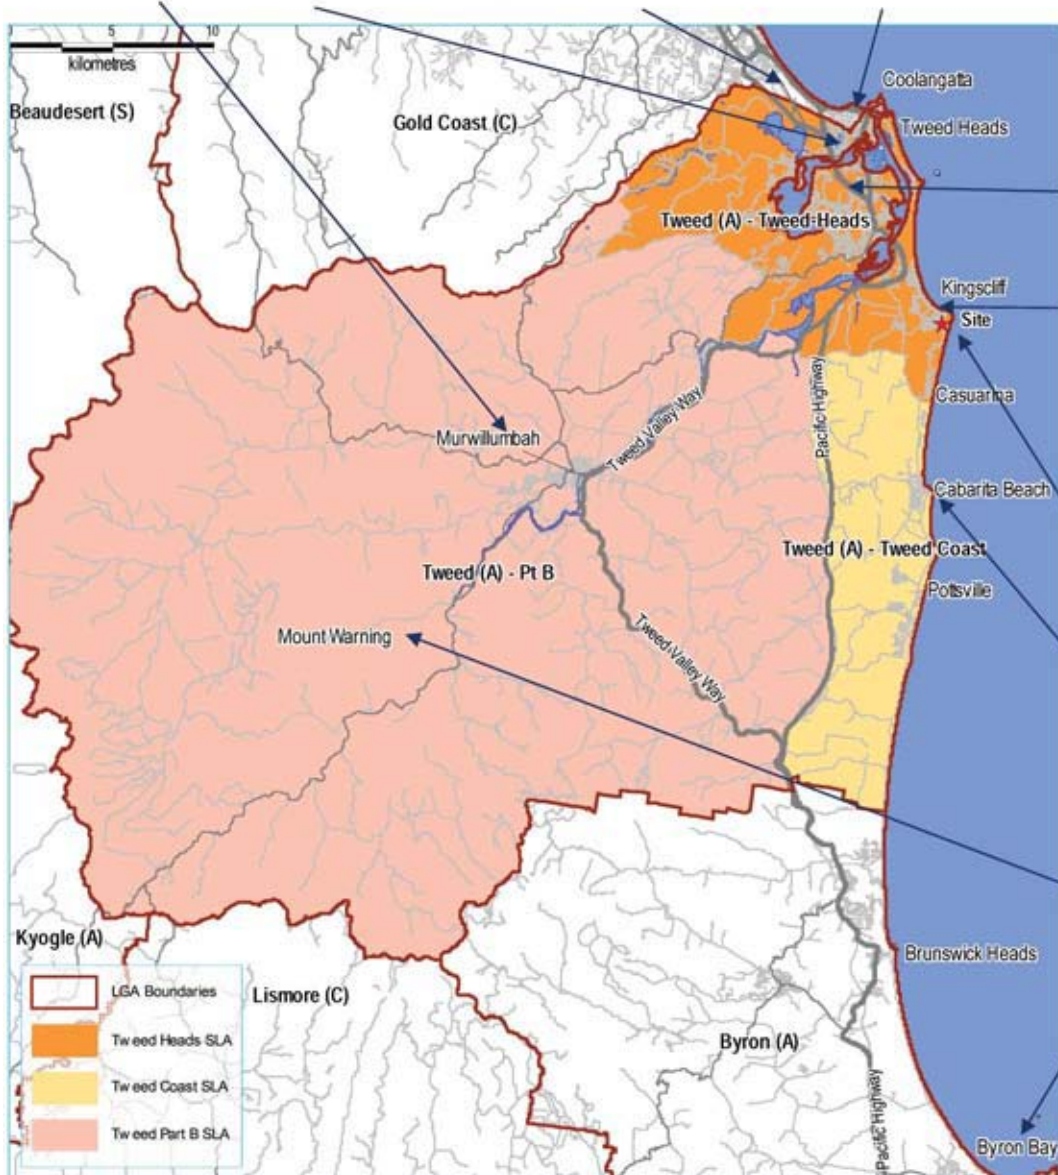 0 5 10
kilometres
Beaudesert (S)
Gold Coast (C)
Coolangatta
Tweed Heads
Tweed (A) - Tweed Heads
Kingscliff
Site
Casuarina
Tweed Valley Way
Pacific Highway
Murwillumbah
Cabarita Beach
Tweed (A) - Tweed Coast
Tweed (A) - Pt B
Pottsville
Mount Warning
Tweed Valley Way
Kyogle (A)
Brunswick Heads
Lismore (C)
Byron (A)
Pacific Highway
Byron Bay
LGA Boundaries
Tweed Heads SLA
Tweed Coast SLA
Tweed Part B SLA